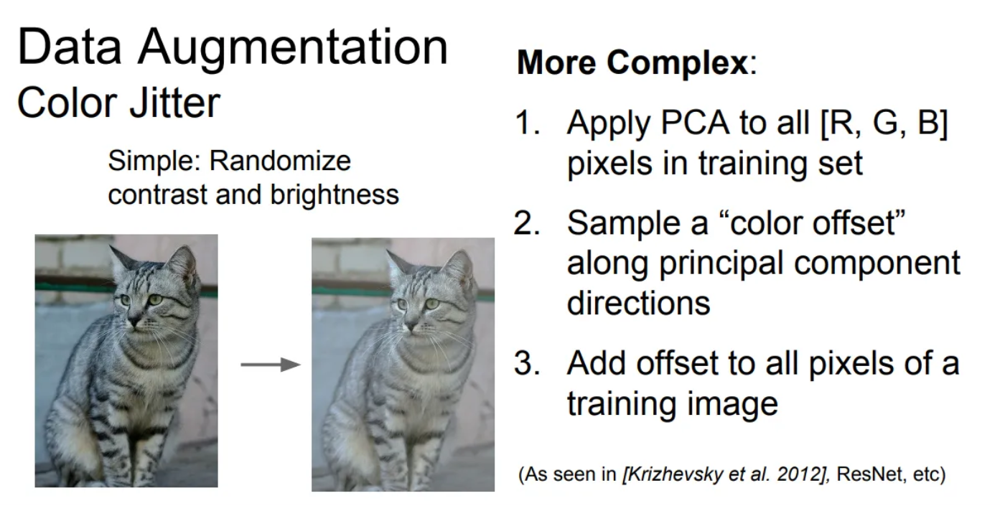 Data Augmentation
Color Jitter
Simple: Randomize
contrast and brightness
More Complex:
1. Apply PCA to all [R, G, B]
pixels in training set
2. Sample a “color offset”
along principal component
directions
3. Add offset to all pixels of a
training image
(As seen in [Krizhevsky et al. 2012], ResNet, etc)